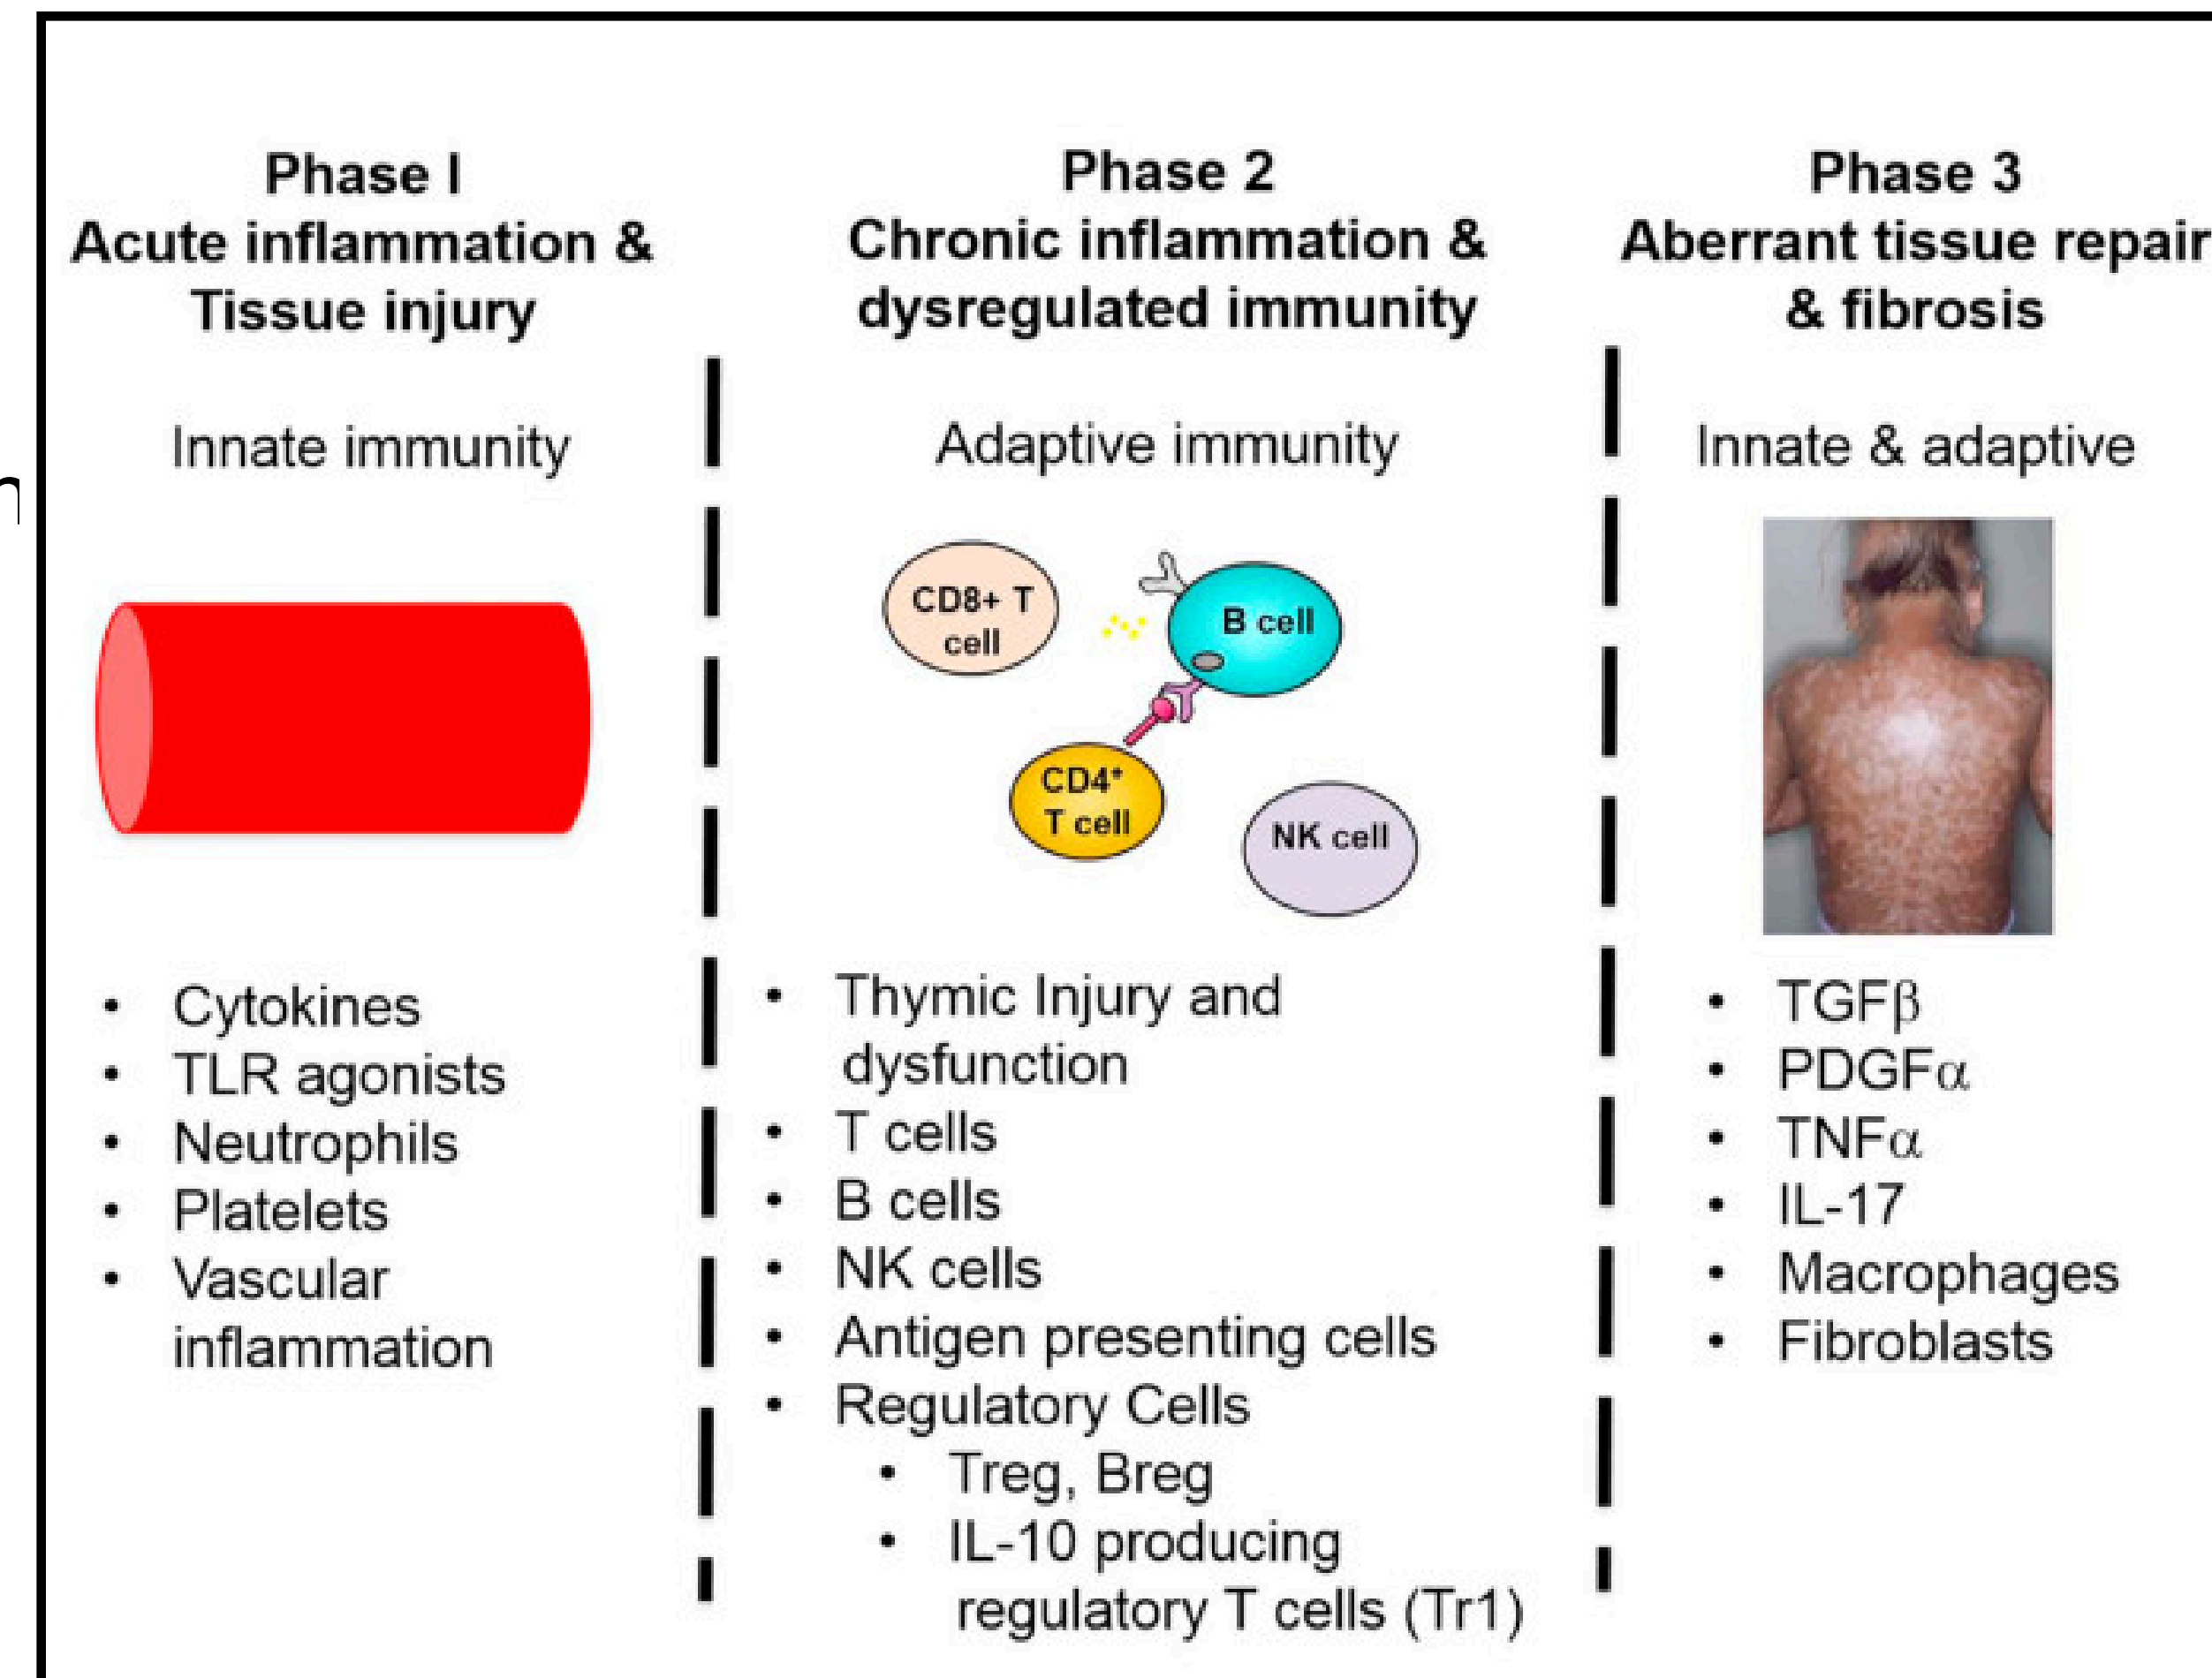 Phase I
Acute inflammation &
Tissue injury
Innate immunity
• Cytokines
• TLR agonists
• Neutrophils
• Platelets
• Vascular
inflammation
Phase 2
Chronic inflammation &
dysregulated immunity
Adaptive immunity
CD8+ T
cell
B cell
CD4+
T cell
NK cell
• Thymic Injury and
dysfunction
• T cells
• B cells
• NK cells
• Antigen presenting cells
• Regulatory Cells
• Treg, Breg
• IL-10 producing
regulatory T cells (Tr1)
Phase 3
Aberrant tissue repair
& fibrosis
Innate & adaptive
• TGFβ
• PDGFα
• TNFα
• IL-17
• Macrophages
• Fibroblasts